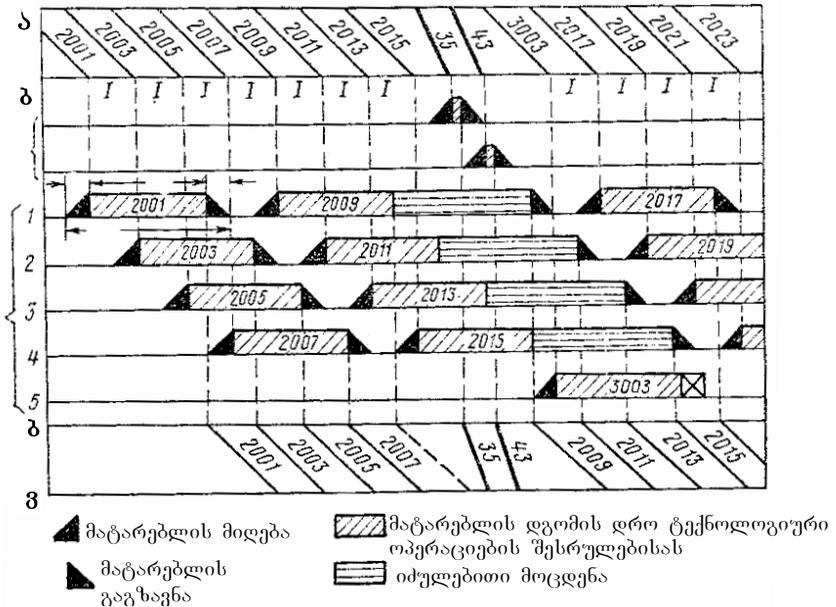 ა
2001 2003 2005 2007 2009 2011 2013 2015 35 43 3003 2017 2019 2021 2023
ბ
I I I I I I I I I I I
1 2001 2009 2017
2 2003 2011 2019
3 2005 2013
4 2007 2015
5 3003
ბ
2001 2003 2005 2007 35 43 2009 2011 2013 2015
გ
მატარებლის მიღება
მატარებლის დგომის დრო ტექნოლოგიური
ოპერაციების შესრულებისას
მატარებლის
გაგზავნა
იძულებითი მოცდენა